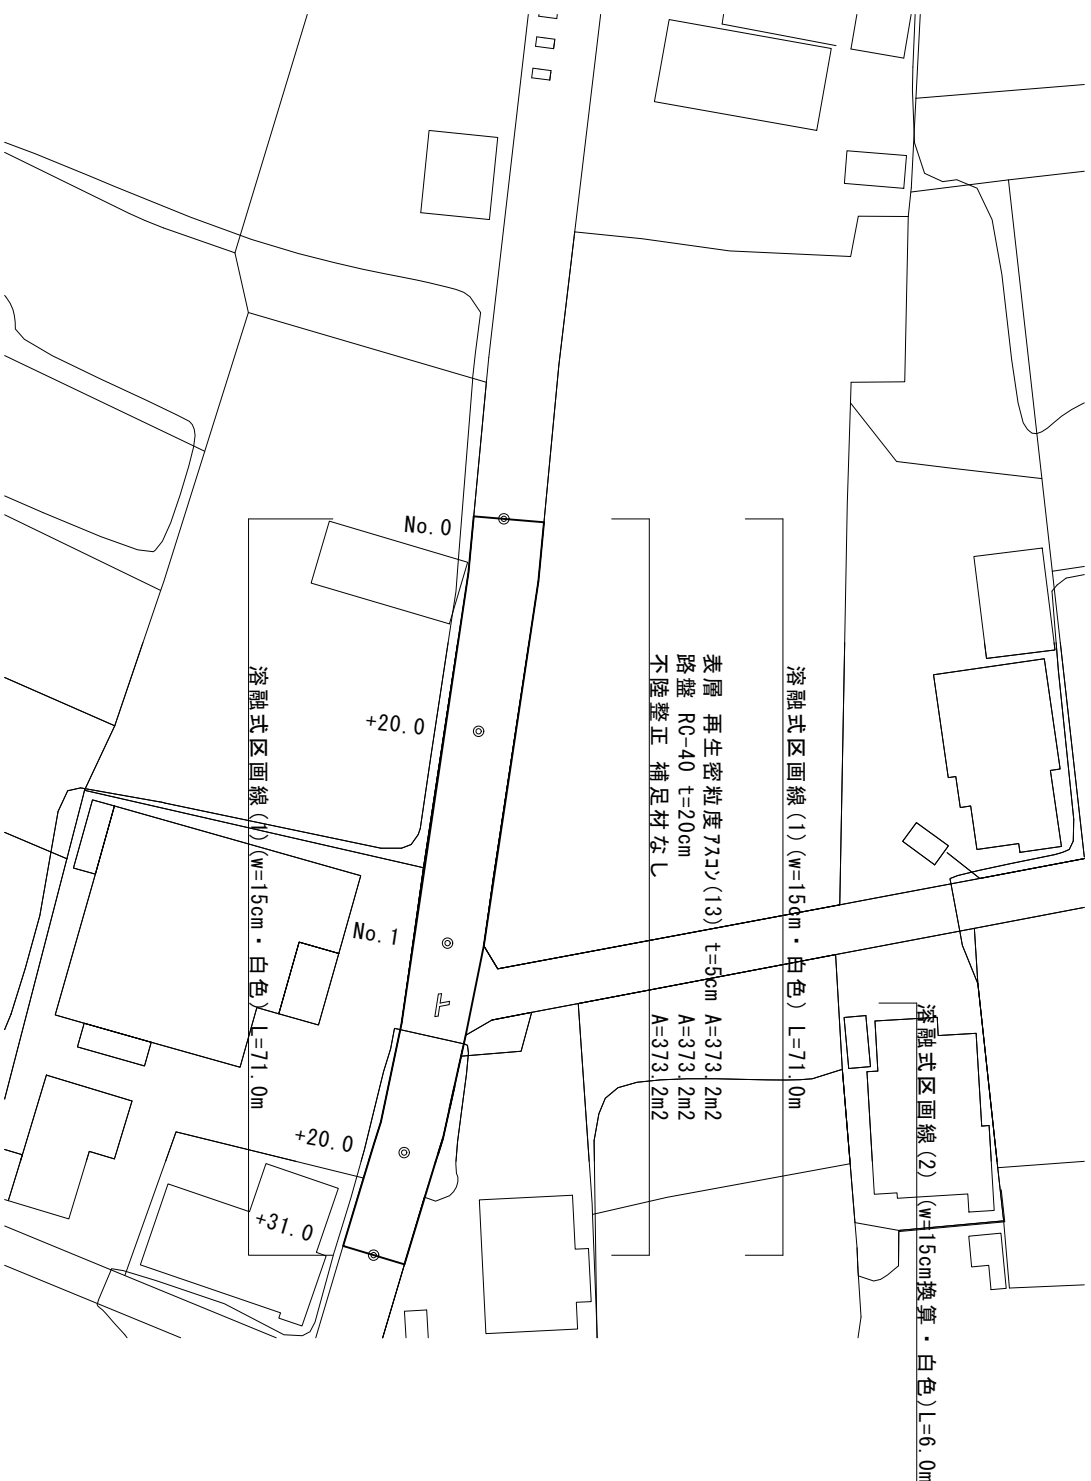 No.0
+20.0
No.1
+20.0
+31.0
溶融式区画線(1)(w=15cm・白色) L=71.0m
表層 再生密粒度アスコン(13) t=5cm A=373.2m2
路盤 RC-40 t=20cm A=373.2m2
不陸整正 補足材なし A=373.2m2
溶融式区画線(1)(w=15cm・白色) L=71.0m
溶融式区画線(2) (w=15cm換算・白色)L=6.0m